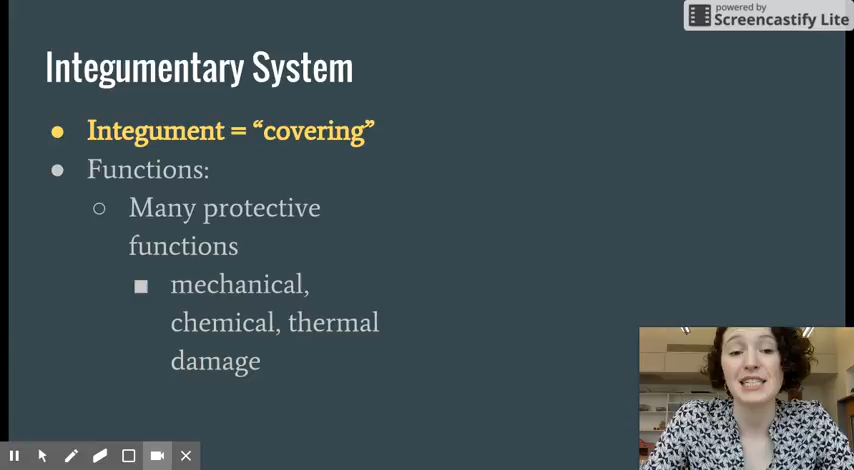 powered by
Screencastify Lite
Integumentary System
Integument = “covering”
Functions:
Many protective
functions
mechanical,
chemical, thermal
damage